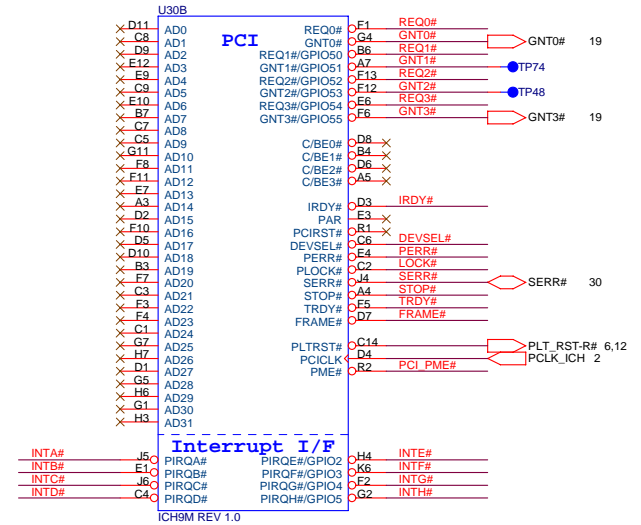 U30B
PCI
D11 AD0 REQ0# F1 REQ0#
C8 AD1 GNT0# G4 GNT0# GNT0# 19
D9 AD2 REQ1#/GPIO50 B6 REQ1#
E12 AD3 GNT1#/GPIO51 A7 GNT1# TP74
E9 AD4 REQ2#/GPIO52 F13 REQ2#
C9 AD5 GNT2#/GPIO53 F12 GNT2# TP48
E10 AD6 REQ3#/GPIO54 E6 REQ3#
B7 AD7 GNT3#/GPIO55 F6 GNT3# GNT3# 19
C7 AD8
C5 AD9 C/BE0# D8
G11 AD10 C/BE1# B4
F8 AD11 C/BE2# D6
F11 AD12 C/BE3# A5
E7 AD13
A3 AD14 IRDY# D3 IRDY#
D2 AD15 PAR E3
F10 AD16 PCIRST# R1
D5 AD17 DEVSEL# C6 DEVSEL#
D10 AD18 PERR# E4 PERR#
B3 AD19 PLOCK# C2 LOCK#
F7 AD20 SERR# J4 SERR# SERR# 30
C3 AD21 STOP# A4 STOP#
F3 AD22 TRDY# F5 TRDY#
F4 AD23 FRAME# D7 FRAME#
C1 AD24
G7 AD25 PLTRST# C14 PLT_RST-R# 6,12
H7 AD26 PCICLK D4 PCLK_ICH 2
D1 AD27 PME# R2 PCI_PME#
G5 AD28
H6 AD29
G1 AD30
H3 AD31
Interrupt I/F
INTA# J5 PIRQA# PIRQE#/GPIO2 H4 INTE#
INTB# E1 PIRQB# PIRQF#/GPIO3 K6 INTF#
INTC# J6 PIRQC# PIRQG#/GPIO4 F2 INTG#
INTD# C4 PIRQD# PIRQH#/GPIO5 G2 INTH#
ICH9M REV 1.0